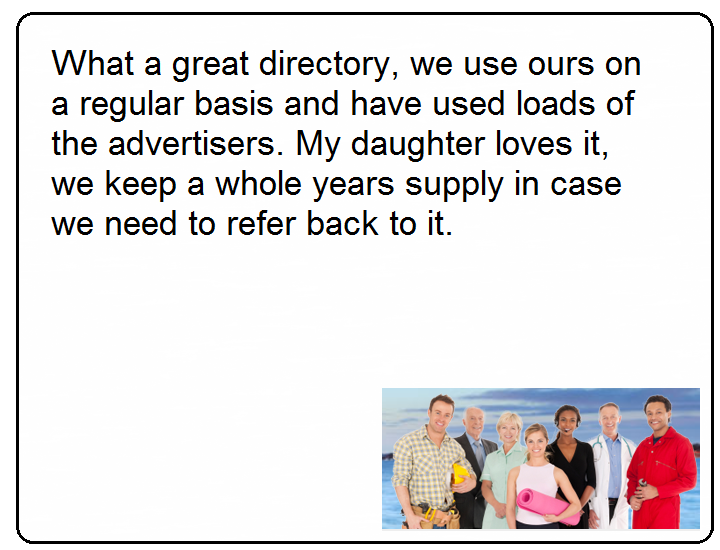 What a great directory, we use ours on
a regular basis and have used loads of
the advertisers. My daughter loves it,
we keep a whole years supply in case
we need to refer back to it.